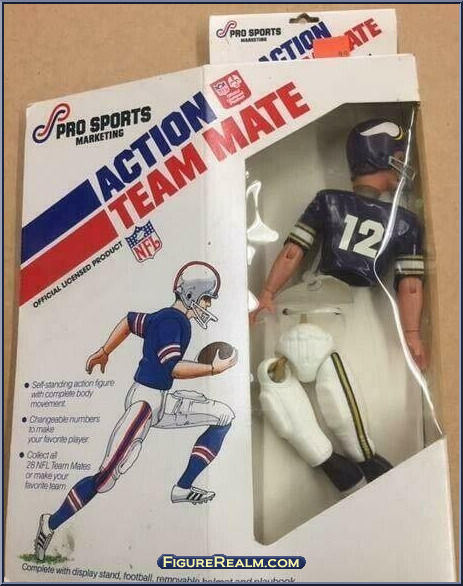 PRO SPORTS
MARKETING
ACTION
PRO SPORTS
MARKETING
ACTION
TEAM MATE
NFL
OFFICIAL LICENSED PRODUCT
NFL
12
• Self-standing action figure
with complete body
movement.
• Changeable numbers
to make
your favorite player.
• Collect all
28 NFL Team Mates
or make your
favorite team.
Complete with display stand, football, removable helmet and playbook
FIGUREREALM.COM